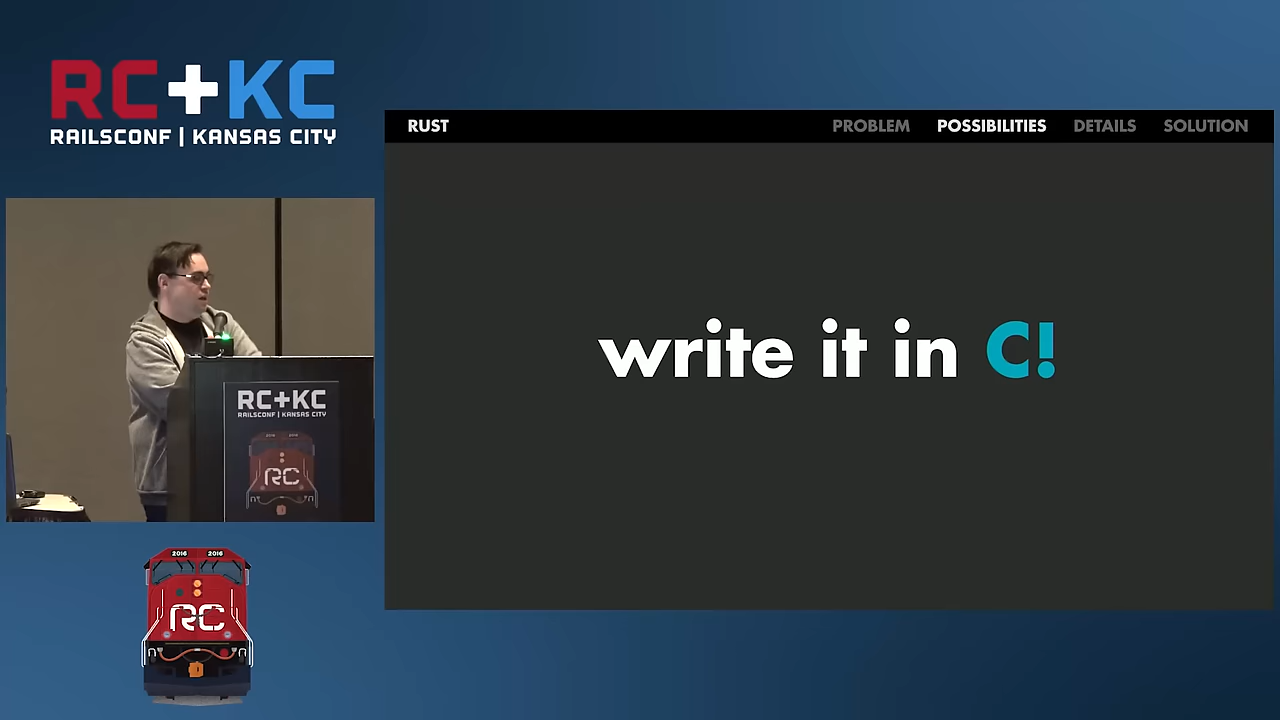 RC+KC
RAILSCONF | KANSAS CITY
RUST
PROBLEM POSSIBILITIES DETAILS SOLUTION
write it in C!
RC+KC
RAILSCONF | KANSAS CITY
RC
2016 2016
RC